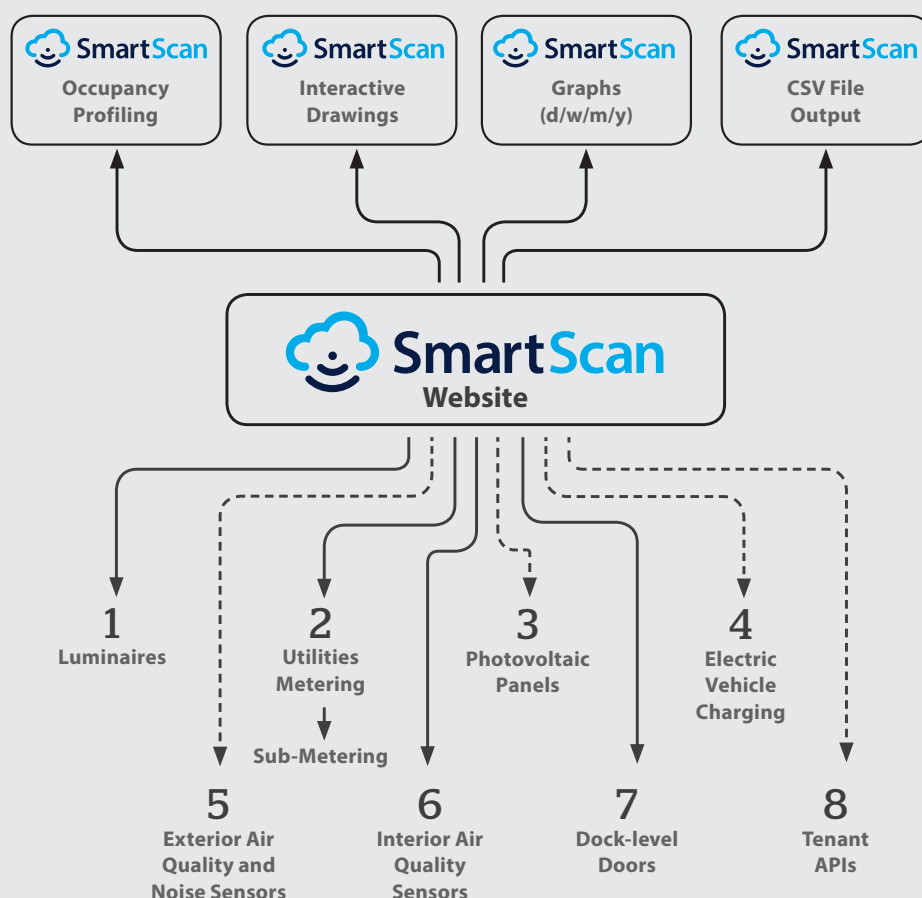 SmartScan
Occupancy
Profiling
SmartScan
Interactive
Drawings
SmartScan
Graphs
(d/w/m/y)
SmartScan
CSV File
Output
SmartScan
Website
1
Luminaires
2
Utilities
Metering
Sub-Metering
3
Photovoltaic
Panels
4
Electric
Vehicle
Charging
5
Exterior Air
Quality and
Noise Sensors
6
Interior Air
Quality
Sensors
7
Dock-level
Doors
8
Tenant
APIs